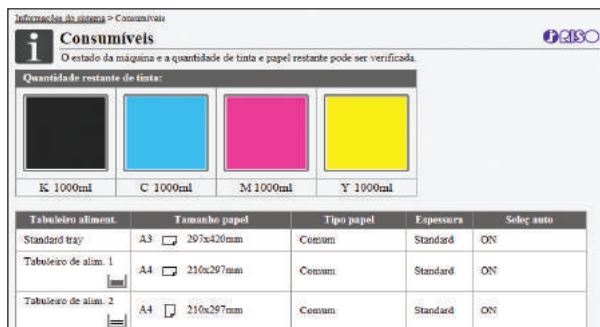 Informações do sistema > Consumíveis
Consumíveis
RISO
O estado da máquina e a quantidade de tinta e papel restante pode ser verificada.
Quantidade restante de tinta:
K 1000ml C 1000ml M 1000ml Y 1000ml
Tabuleiro aliment. Tamanho papel Tipo papel Espessura Seleç auto
Standard tray A3 297x420mm Comum Standard ON
Tabuleiro de alim. 1 A4 210x297mm Comum Standard ON
Tabuleiro de alim. 2 A4 210x297mm Comum Standard ON